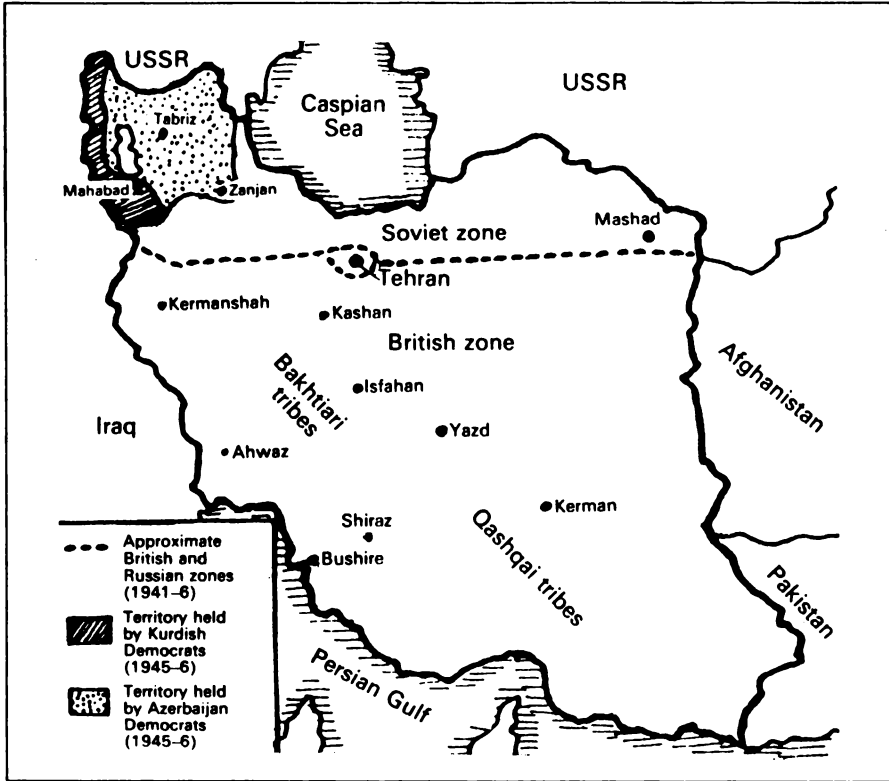 USSR
USSR
Caspian
Sea
Tabriz
Mahabad
Zanjan
Mashad
Soviet zone
Tehran
Kermanshah
Kashan
British zone
Bakhtiari
tribes
Isfahan
Afghanistan
Iraq
Yazd
Ahwaz
Kerman
Shiraz
Qashqai tribes
Bushire
Pakistan
Persian Gulf
Approximate
British and
Russian zones
(1941–6)
Territory held
by Kurdish
Democrats
(1945–6)
Territory held
by Azerbaijan
Democrats
(1945–6)